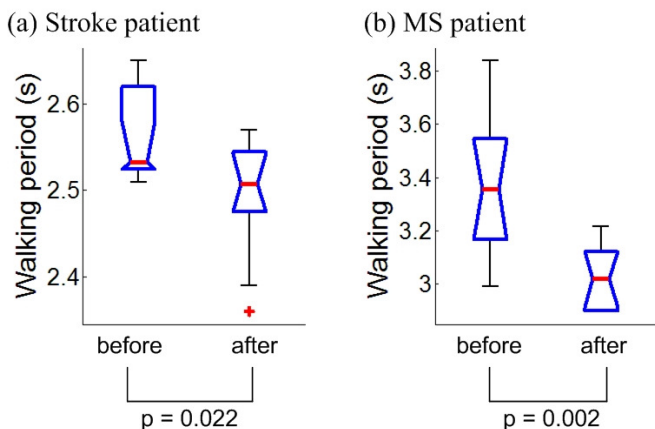 (a) Stroke patient
Walking period (s)
2.6
2.5
2.4
before after
p = 0.022
(b) MS patient
Walking period (s)
3.8
3.6
3.4
3.2
3
before after
p = 0.002